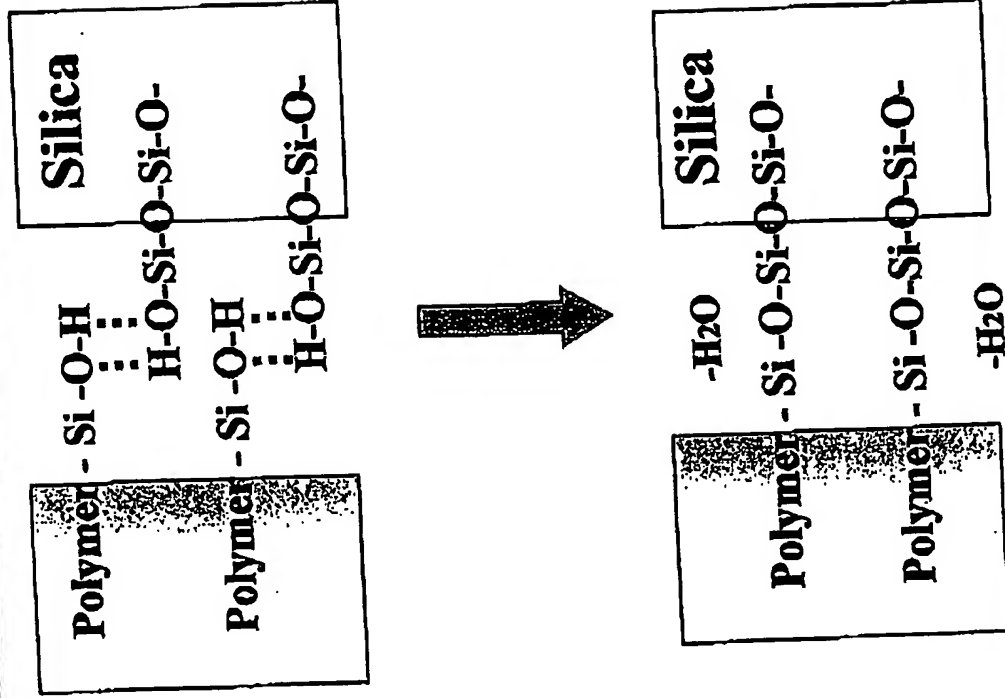 Silica
Polymer - Si -O-H
H-O-Si-O-Si-O-
Polymer - Si -O-H
H-O-Si-O-Si-O-
Silica
-H2O
Polymer - Si -O-Si-O-Si-O-
Polymer - Si -O-Si-O-Si-O-
-H2O